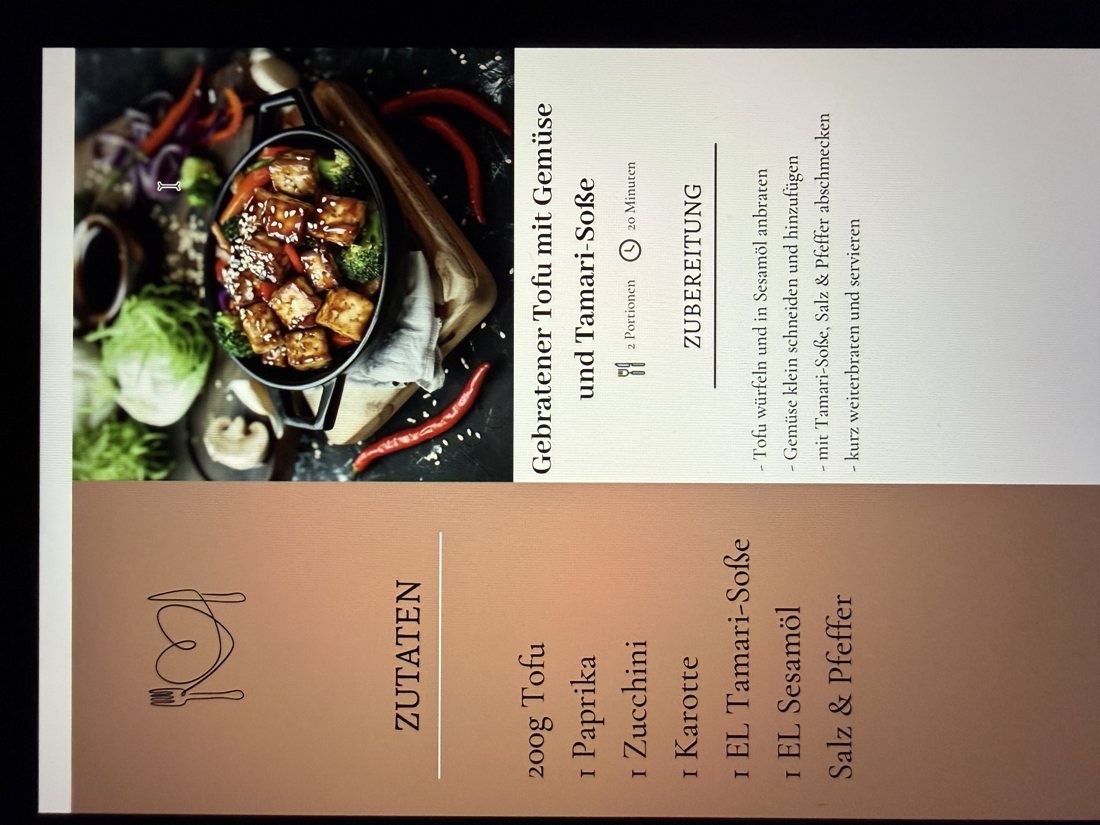 ZUTATEN
200g Tofu
1 Paprika
1 Zucchini
1 Karotte
1 EL Tamari-Soße
1 EL Sesamöl
Salz & Pfeffer
Gebratener Tofu mit Gemüse
und Tamari-Soße
2 Portionen 20 Minuten
ZUBEREITUNG
- Tofu würfeln und in Sesamöl anbraten
- Gemüse klein schneiden und hinzufügen
- mit Tamari-Soße, Salz & Pfeffer abschmecken
- kurz weiterbraten und servieren